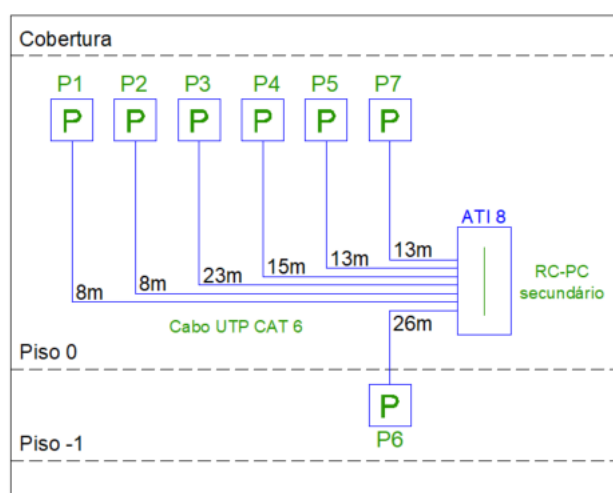 Cobertura
P1 P2 P3 P4 P5 P7
P P P P P P
ATI 8
8m 8m 23m 15m 13m 13m
RC-PC
secundário
Cabo UTP CAT 6
26m
Piso 0
P
P6
Piso -1